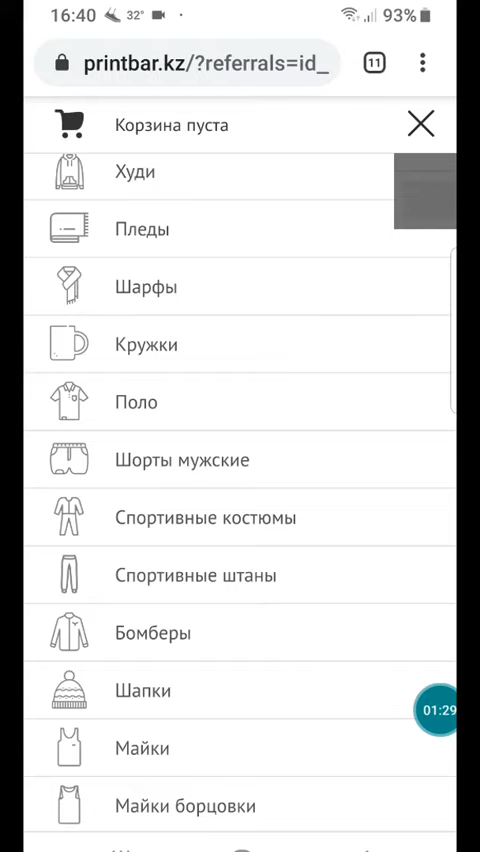 16:40 32° 93%
printbar.kz/?referrals=id_
11
Корзина пуста
Худи
Пледы
Шарфы
Кружки
Поло
Шорты мужские
Спортивные костюмы
Спортивные штаны
Бомберы
Шапки
01:29
Майки
Майки борцовки